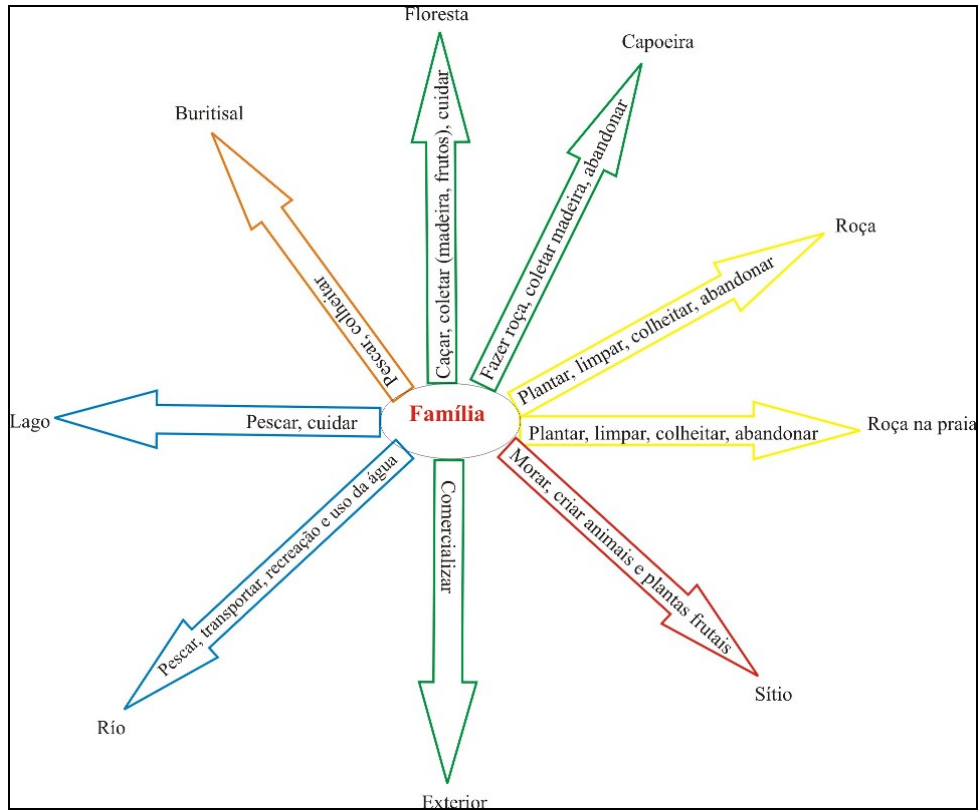 Floresta
Caçar, coletar (madeira, frutos), cuidar
Capoeira
Fazer roça, coletar madeira, abandonar
Roça
Plantar, limpar, colheitar, abandonar
Roça na praia
Plantar, limpar, colheitar, abandonar
Sítio
Morar, criar animais e plantas frutais
Exterior
Comercializar
Río
Pescar, transportar, recreação e uso da água
Lago
Pescar, cuidar
Buritisal
Pescar, colheitar
Família